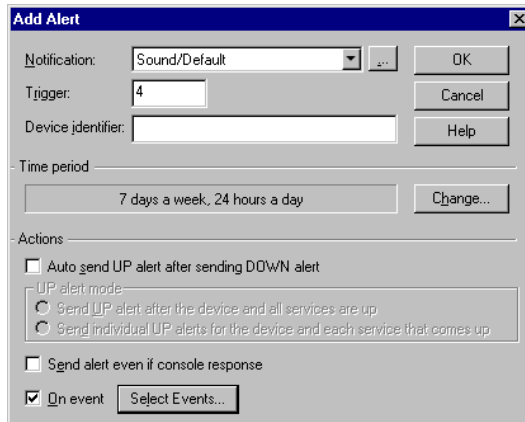 Add Alert
Notification: Sound/Default ... OK
Trigger: 4 Cancel
Device identifier: Help
Time period
7 days a week, 24 hours a day Change...
Actions
Auto send UP alert after sending DOWN alert
UP alert mode
Send UP alert after the device and all services are up
Send individual UP alerts for the device and each service that comes up
Send alert even if console response
On event Select Events...